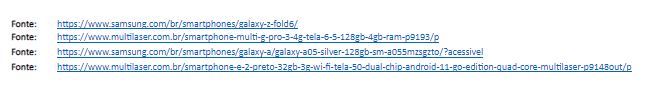 Fonte: https://www.samsung.com/br/smartphones/galaxy-z-fold6/
Fonte: https://www.multilaser.com.br/smartphone-multi-g-pro-3-4g-tela-6-5-128gb-4gb-ram-p9193/p
Fonte: https://www.samsung.com/br/smartphones/galaxy-a/galaxy-a05-silver-128gb-sm-a055mzsgzto/?acessivel
Fonte: https://www.multilaser.com.br/smartphone-e-2-preto-32gb-3g-wi-fi-tela-50-dual-chip-android-11-go-edition-quad-core-multilaser-p9148out/p